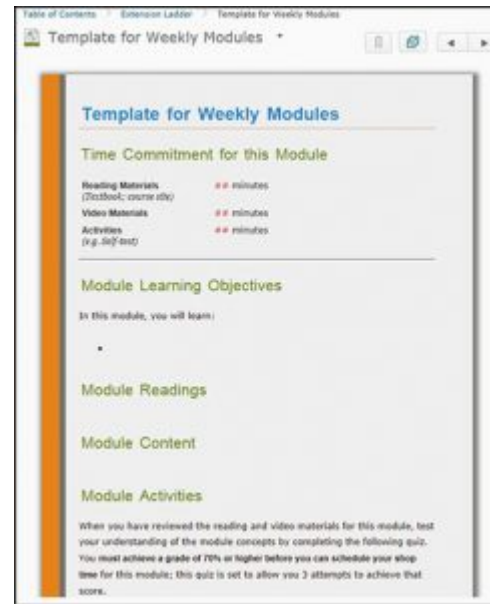 Table of Contents > Extension Ladder > Template for Weekly Modules
Template for Weekly Modules
Template for Weekly Modules
Time Commitment for this Module
Reading Materials ## minutes
(Textbook; course site)
Video Materials ## minutes
Activities ## minutes
(e.g. Self-test)
Module Learning Objectives
In this module, you will learn:
•
Module Readings
Module Content
Module Activities
When you have reviewed the reading and video materials for this module, test
your understanding of the module concepts by completing the following quiz.
You must achieve a grade of 70% or higher before you can schedule your shop
time for this module; this quiz is set to allow you 3 attempts to achieve that
score.